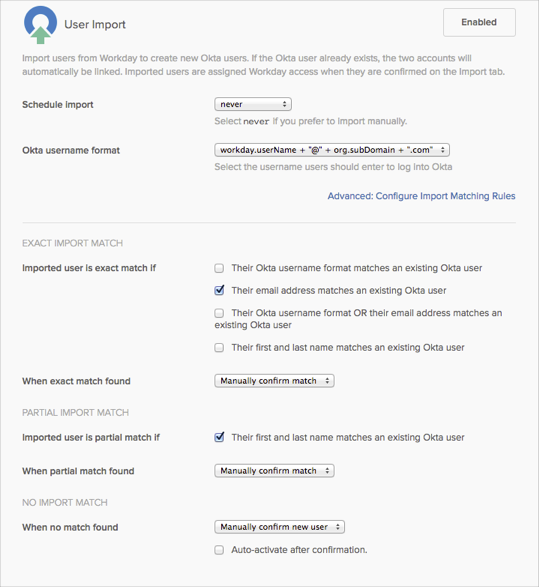 User Import
Enabled
Import users from Workday to create new Okta users. If the Okta user already exists, the two accounts will
automatically be linked. Imported users are assigned Workday access when they are confirmed on the Import tab.
Schedule import
never
Select never if you prefer to import manually.
Okta username format
workday.userName + "@" + org.subDomain + ".com"
Select the username users should enter to log into Okta
Advanced: Configure Import Matching Rules
EXACT IMPORT MATCH
Imported user is exact match if
Their Okta username format matches an existing Okta user
Their email address matches an existing Okta user
Their Okta username format OR their email address matches an
existing Okta user
Their first and last name matches an existing Okta user
When exact match found
Manually confirm match
PARTIAL IMPORT MATCH
Imported user is partial match if
Their first and last name matches an existing Okta user
When partial match found
Manually confirm match
NO IMPORT MATCH
When no match found
Manually confirm new user
Auto-activate after confirmation.